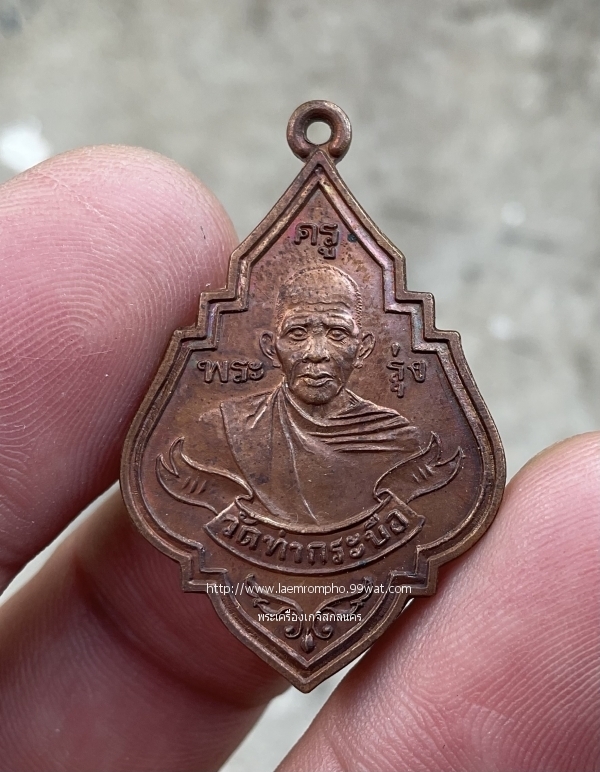 ครู
พระ รุ่ง
วัดท่ากระบือ
http://www.laemrompho.99wat.com
พระเครื่องเกจิสกลนคร